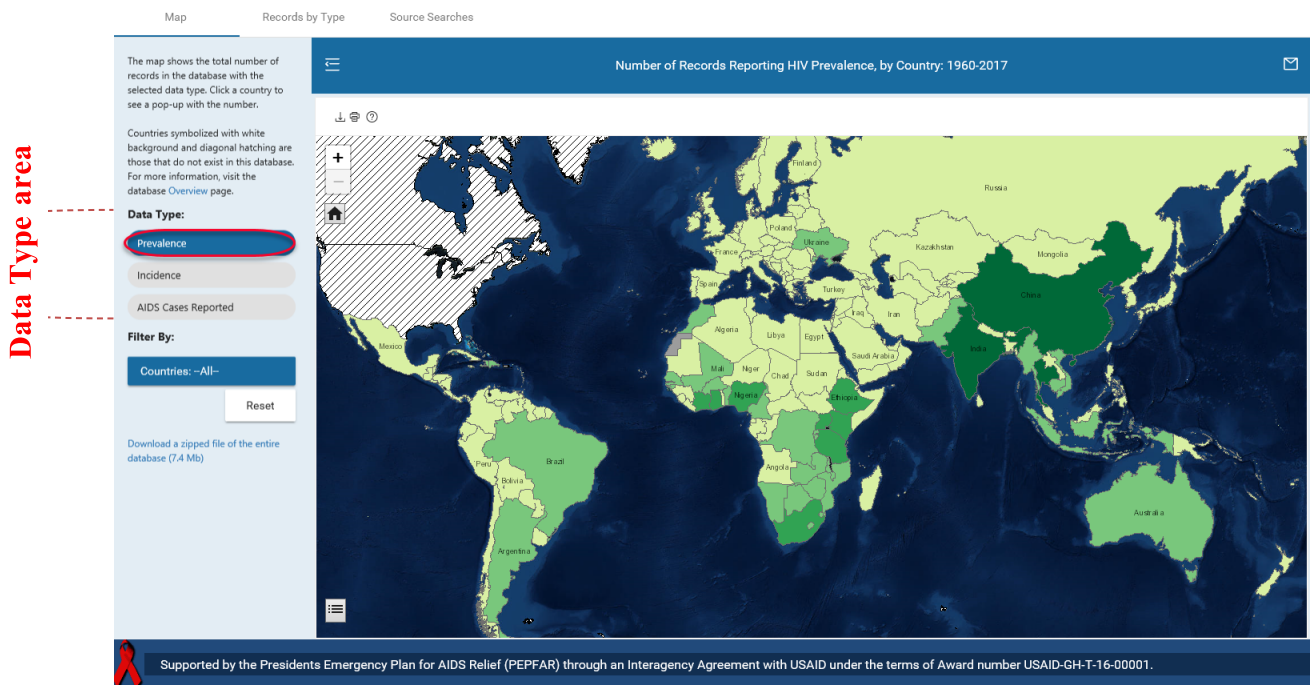 Map
Records by Type
Source Searches
Data Type area
The map shows the total number of
records in the database with the
selected data type. Click a country to
see a pop-up with the number.
Countries symbolized with white
background and diagonal hatching are
those that do not exist in this database.
For more information, visit the
database Overview page.
Data Type:
Prevalence
Incidence
AIDS Cases Reported
Filter By:
Countries: --All--
Reset
Download a zipped file of the entire
database (7.4 Mb)
Number of Records Reporting HIV Prevalence, by Country: 1960-2017
+
−
Finland
Russia
Poland
Ukraine
Kazakhstan
France
Mongolia
Spain
Turkey
China
Iraq
Iran
Algeria
Libya
Egypt
Mexico
India
Saudi Arabia
Mali
Niger
Chad
Sudan
Nigeria
Ethiopia
Peru
Brazil
Angola
Bolivia
Australia
Argentina
Supported by the Presidents Emergency Plan for AIDS Relief (PEPFAR) through an Interagency Agreement with USAID under the terms of Award number USAID-GH-T-16-00001.